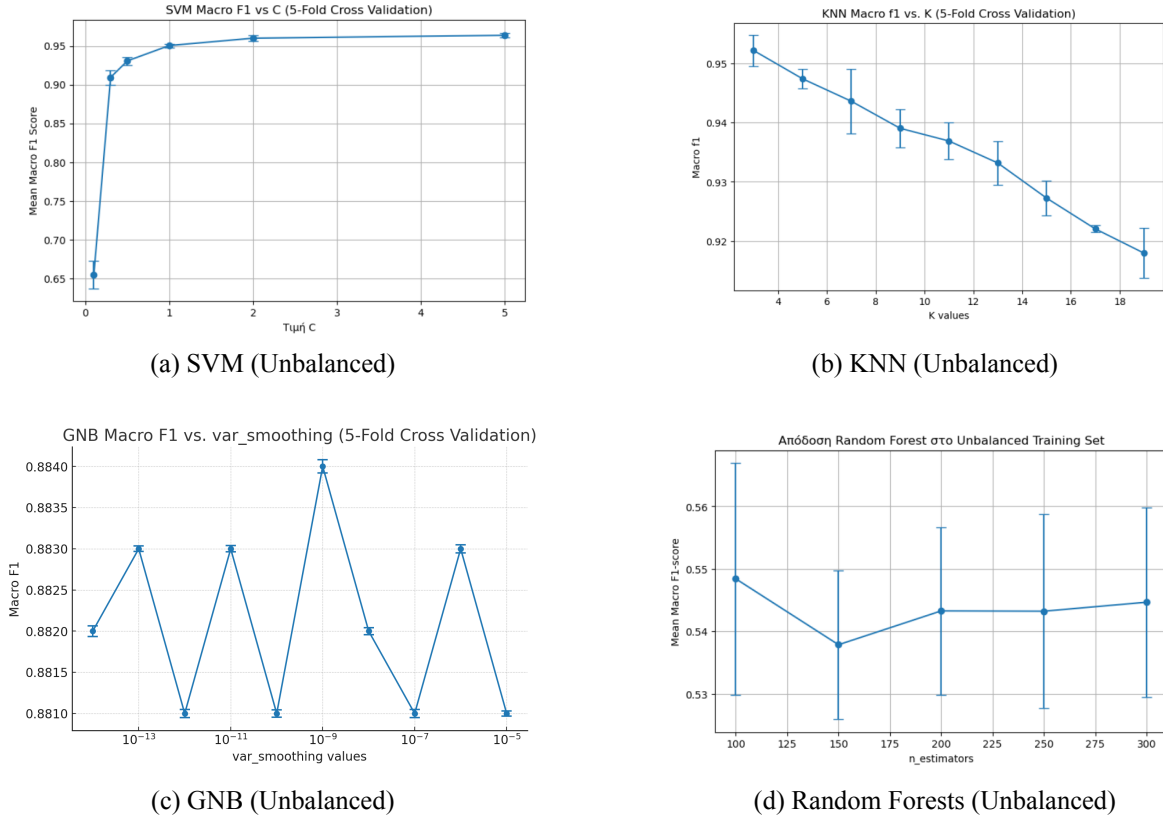 SVM Macro F1 vs C (5-Fold Cross Validation)
Mean Macro F1 Score
0.95
0.90
0.85
0.80
0.75
0.70
0.65
0 1 2 3 4 5
Τιμή C
(a) SVM (Unbalanced)
KNN Macro f1 vs. K (5-Fold Cross Validation)
Macro f1
0.95
0.94
0.93
0.92
4 6 8 10 12 14 16 18
K values
(b) KNN (Unbalanced)
GNB Macro F1 vs. var_smoothing (5-Fold Cross Validation)
Macro F1
0.8840
0.8835
0.8830
0.8825
0.8820
0.8815
0.8810
10⁻¹³ 10⁻¹¹ 10⁻⁹ 10⁻⁷ 10⁻⁵
var_smoothing values
(c) GNB (Unbalanced)
Απόδοση Random Forest στο Unbalanced Training Set
Mean Macro F1-score
0.56
0.55
0.54
0.53
100 125 150 175 200 225 250 275 300
n_estimators
(d) Random Forests (Unbalanced)